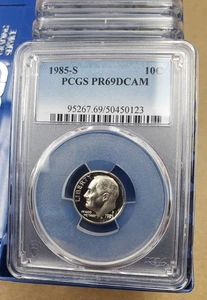 1985-S 10C
PCGS PR69DCAM
95267.69/50450123
LIBERTY